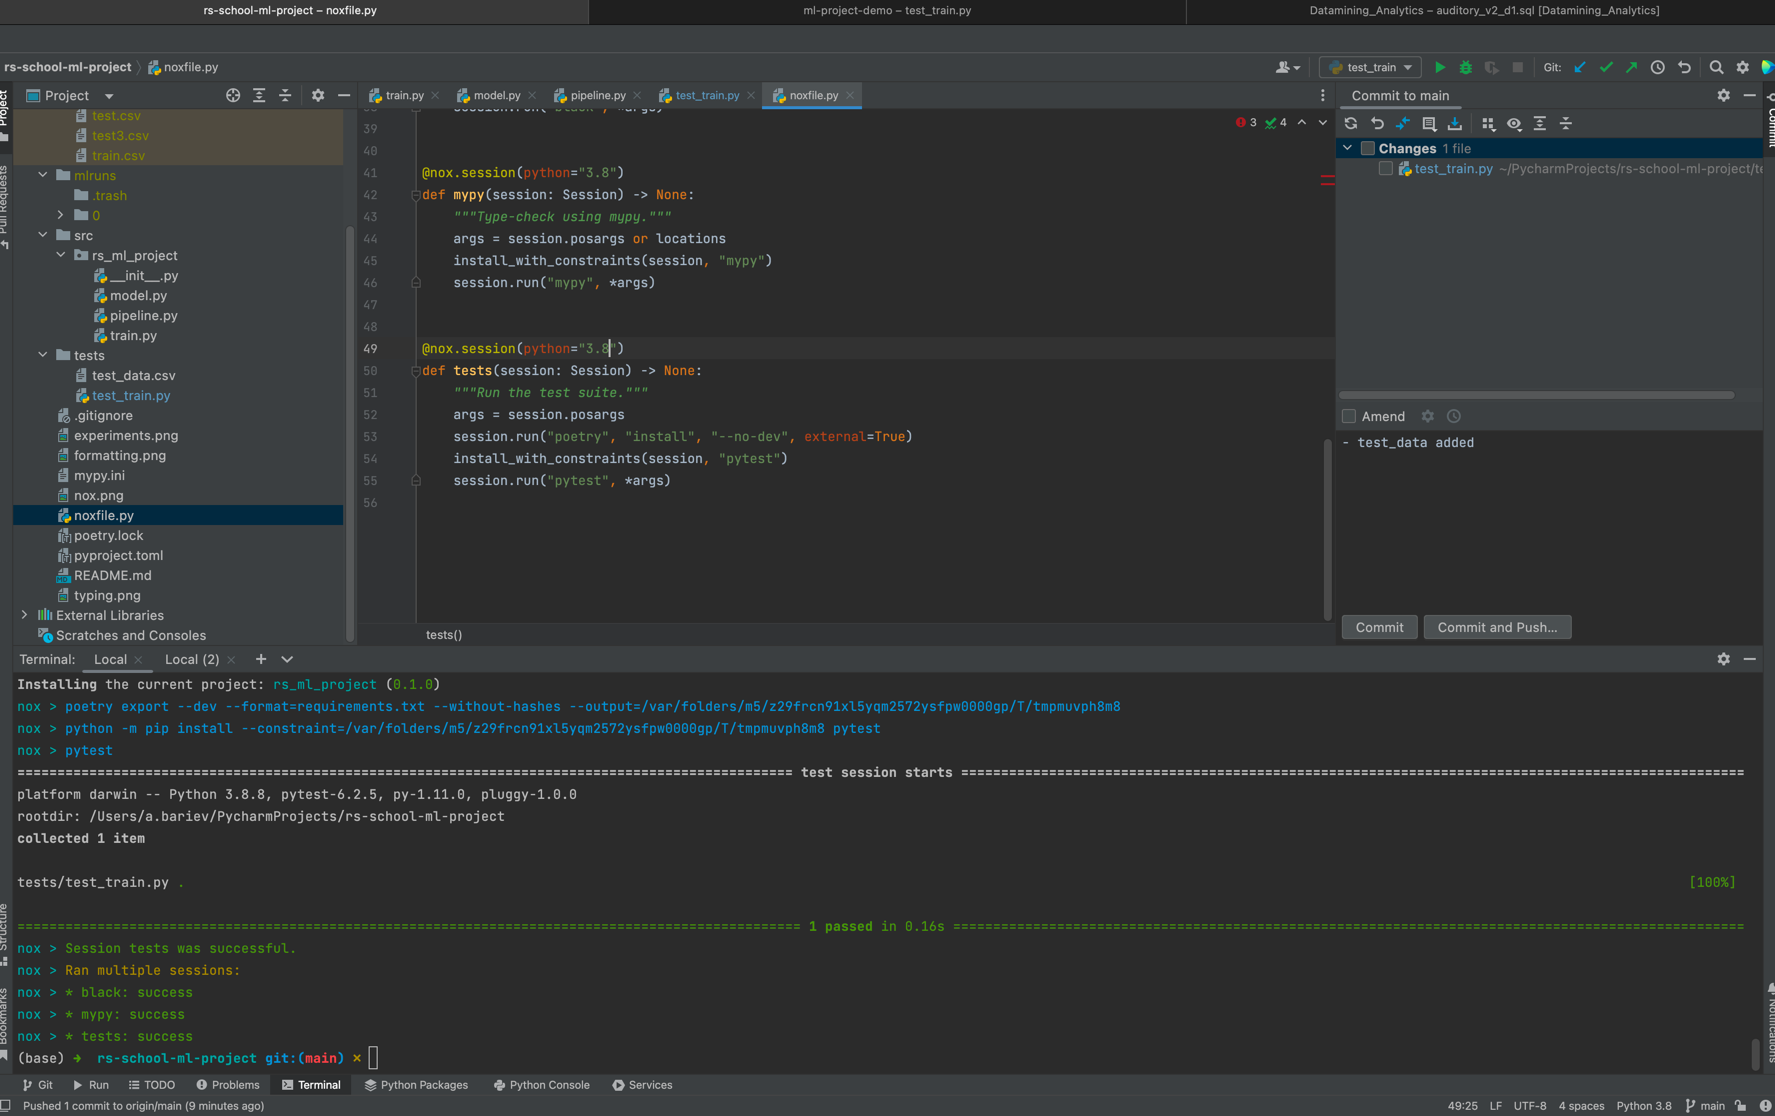 rs-school-ml-project – noxfile.py
ml-project-demo – test_train.py
Datamining_Analytics – auditory_v2_d1.sql [Datamining_Analytics]
rs-school-ml-project
noxfile.py
test_train
Git:
Project
Pull Requests
Structure
Bookmarks
Project
test.csv
test3.csv
train.csv
mlruns
.trash
0
src
rs_ml_project
__init__.py
model.py
pipeline.py
train.py
tests
test_data.csv
test_train.py
.gitignore
experiments.png
formatting.png
mypy.ini
nox.png
noxfile.py
poetry.lock
pyproject.toml
README.md
typing.png
External Libraries
Scratches and Consoles
train.py
model.py
pipeline.py
test_train.py
noxfile.py
3
4
session.run("black", *args)
39
40
41 @nox.session(python="3.8")
42 def mypy(session: Session) -> None:
43 """Type-check using mypy."""
44 args = session.posargs or locations
45 install_with_constraints(session, "mypy")
46 session.run("mypy", *args)
47
48
49 @nox.session(python="3.8")
50 def tests(session: Session) -> None:
51 """Run the test suite."""
52 args = session.posargs
53 session.run("poetry", "install", "--no-dev", external=True)
54 install_with_constraints(session, "pytest")
55 session.run("pytest", *args)
56
tests()
Commit to main
Changes 1 file
test_train.py ~/PycharmProjects/rs-school-ml-project/te
Amend
- test_data added
Commit
Commit and Push...
Commit
Notifications
Terminal:
Local
Local (2)
Installing the current project: rs_ml_project (0.1.0)
nox > poetry export --dev --format=requirements.txt --without-hashes --output=/var/folders/m5/z29frcn91xl5yqm2572ysfpw0000gp/T/tmpmuvph8m8
nox > python -m pip install --constraint=/var/folders/m5/z29frcn91xl5yqm2572ysfpw0000gp/T/tmpmuvph8m8 pytest
nox > pytest
test session starts
platform darwin -- Python 3.8.8, pytest-6.2.5, py-1.11.0, pluggy-1.0.0
rootdir: /Users/a.bariev/PycharmProjects/rs-school-ml-project
collected 1 item
tests/test_train.py . [100%]
1 passed in 0.16s
nox > Session tests was successful.
nox > Ran multiple sessions:
nox > * black: success
nox > * mypy: success
nox > * tests: success
(base) ➜ rs-school-ml-project git:(main) ✗
Git
Run
TODO
Problems
Terminal
Python Packages
Python Console
Services
Pushed 1 commit to origin/main (9 minutes ago)
49:25
LF
UTF-8
4 spaces
Python 3.8
main